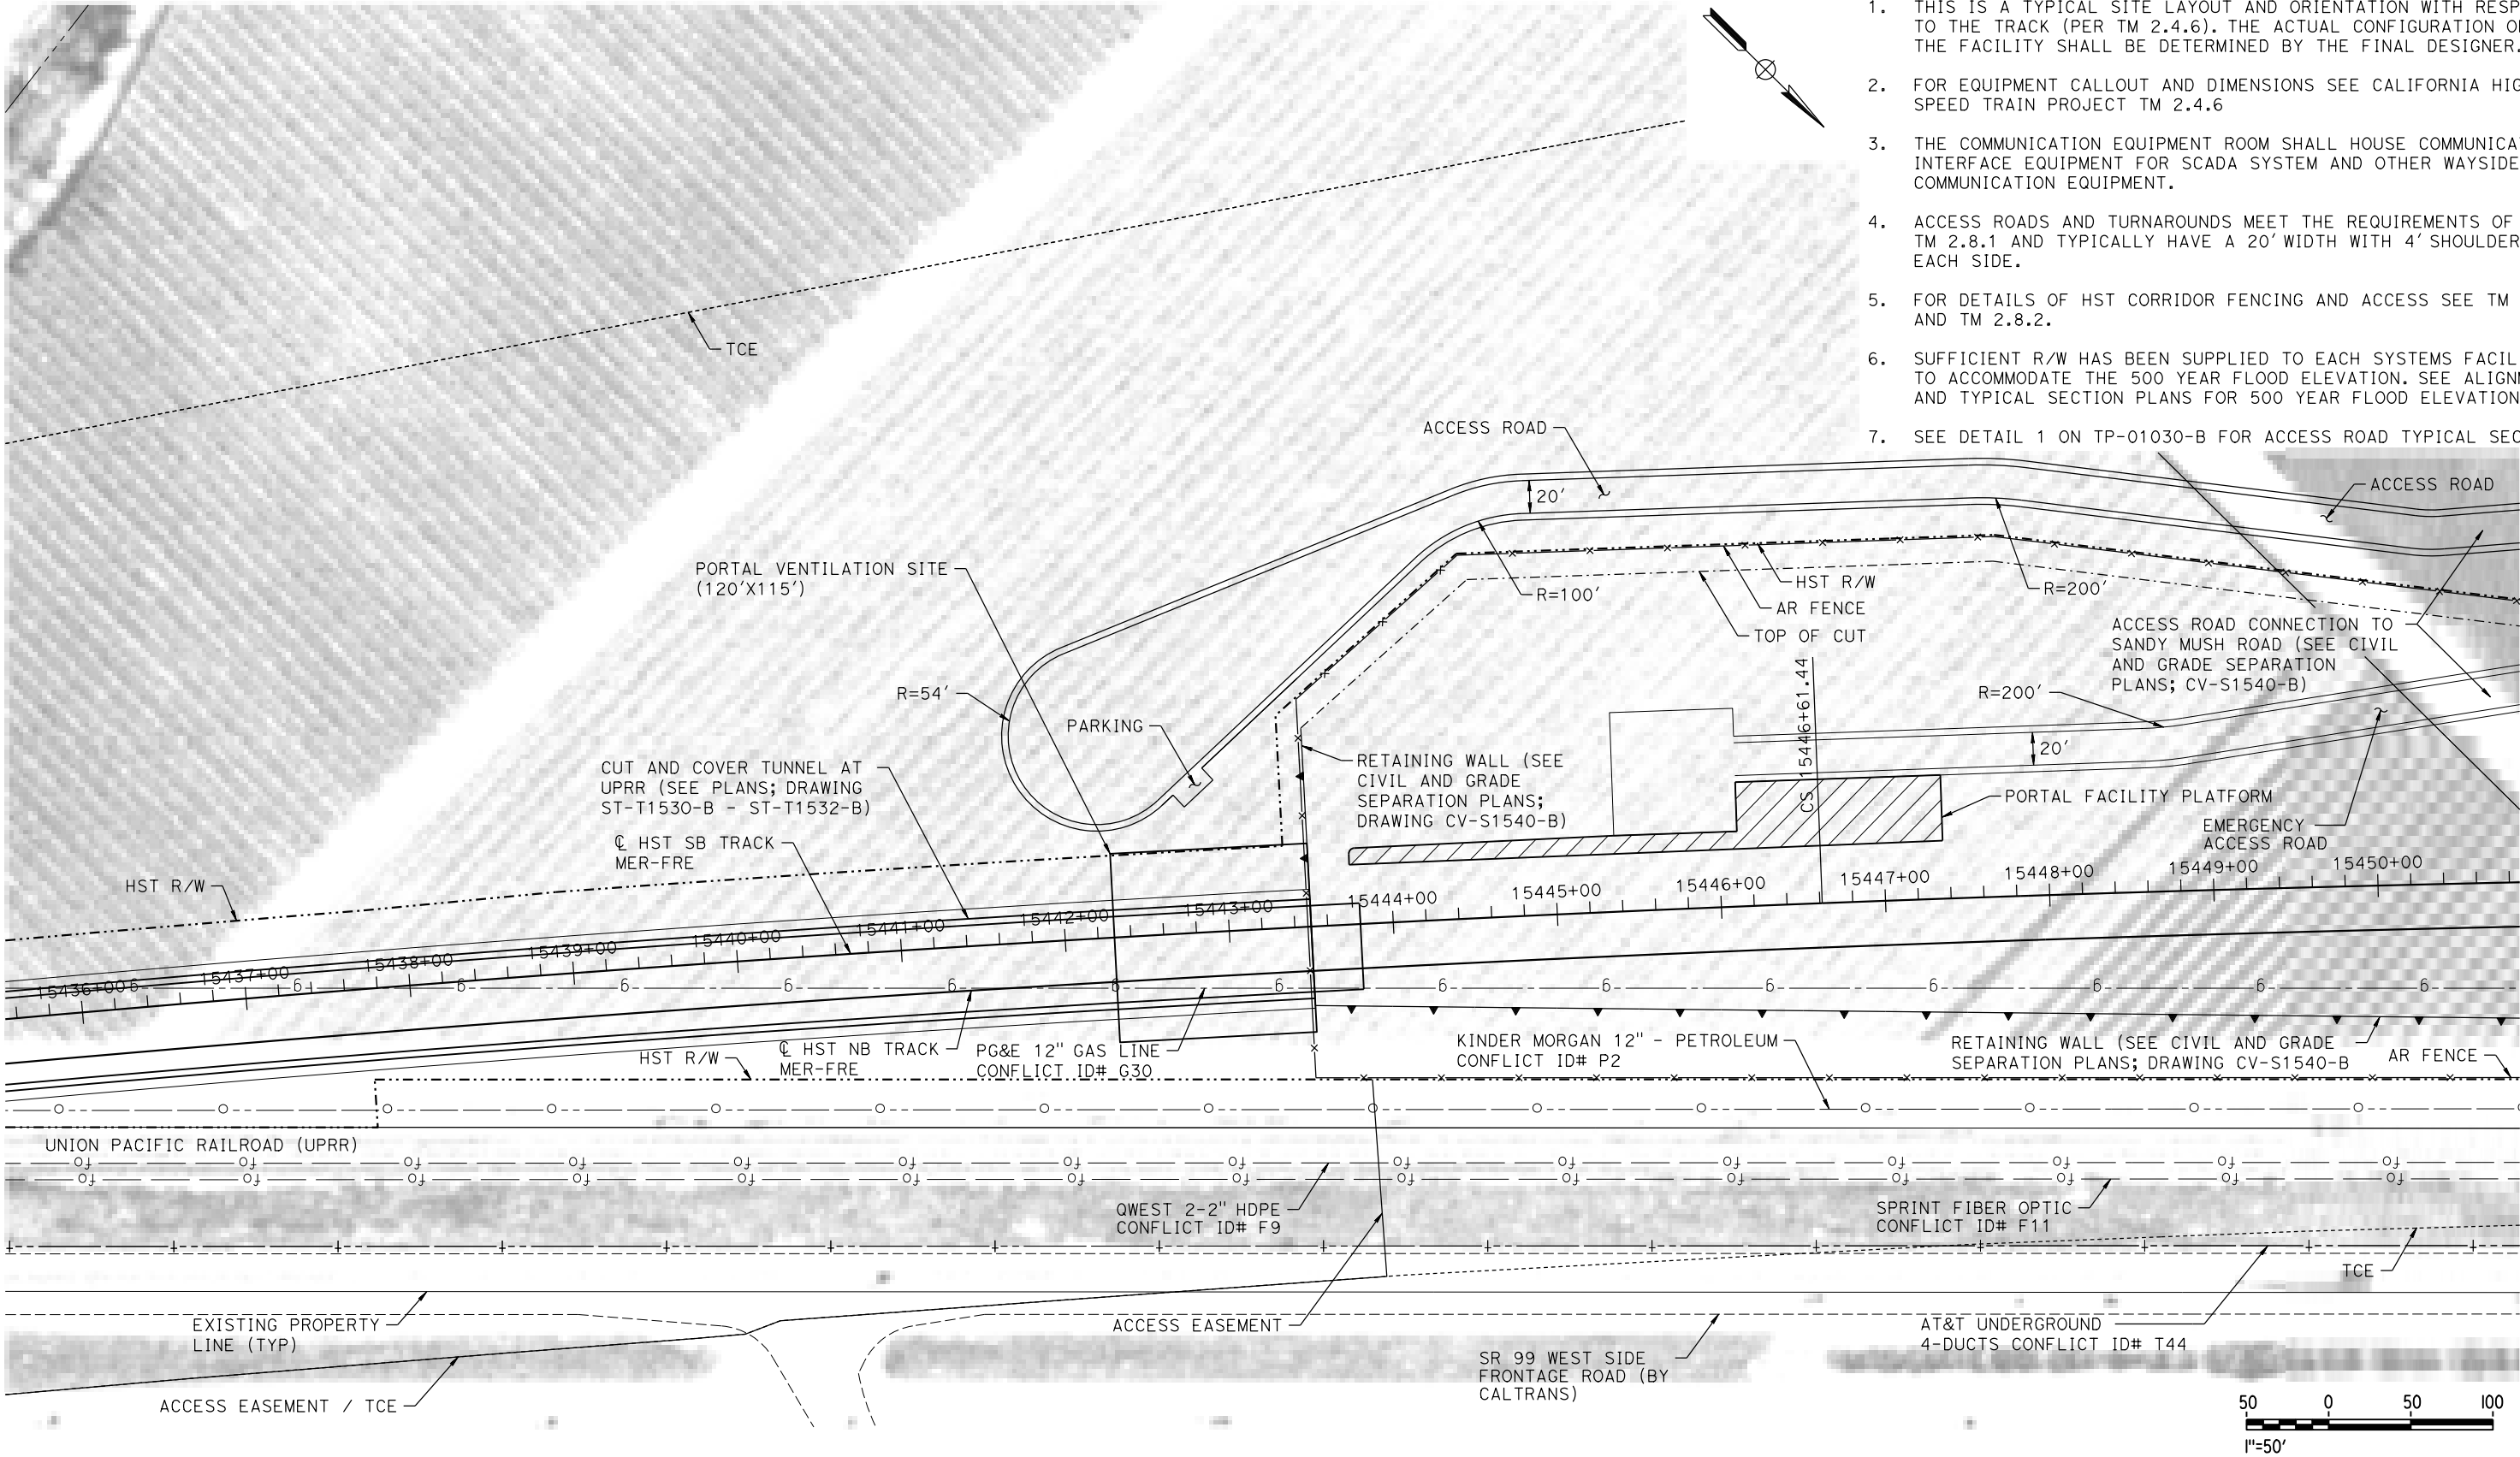 1. THIS IS A TYPICAL SITE LAYOUT AND ORIENTATION WITH RESP
TO THE TRACK (PER TM 2.4.6). THE ACTUAL CONFIGURATION O
THE FACILITY SHALL BE DETERMINED BY THE FINAL DESIGNER.
2. FOR EQUIPMENT CALLOUT AND DIMENSIONS SEE CALIFORNIA HIG
SPEED TRAIN PROJECT TM 2.4.6
3. THE COMMUNICATION EQUIPMENT ROOM SHALL HOUSE COMMUNICA
INTERFACE EQUIPMENT FOR SCADA SYSTEM AND OTHER WAYSIDE
COMMUNICATION EQUIPMENT.
4. ACCESS ROADS AND TURNAROUNDS MEET THE REQUIREMENTS OF
TM 2.8.1 AND TYPICALLY HAVE A 20' WIDTH WITH 4' SHOULDER
EACH SIDE.
5. FOR DETAILS OF HST CORRIDOR FENCING AND ACCESS SEE TM
AND TM 2.8.2.
6. SUFFICIENT R/W HAS BEEN SUPPLIED TO EACH SYSTEMS FACIL
TO ACCOMMODATE THE 500 YEAR FLOOD ELEVATION. SEE ALIGN
AND TYPICAL SECTION PLANS FOR 500 YEAR FLOOD ELEVATION
7. SEE DETAIL 1 ON TP-01030-B FOR ACCESS ROAD TYPICAL SEC
TCE
ACCESS ROAD
ACCESS ROAD
20'
PORTAL VENTILATION SITE
(120'X115')
HST R/W
R=100'
R=200'
AR FENCE
TOP OF CUT
ACCESS ROAD CONNECTION TO
SANDY MUSH ROAD (SEE CIVIL
AND GRADE SEPARATION
PLANS; CV-S1540-B)
R=54'
R=200'
PARKING
CS 15446+61.44
20'
CUT AND COVER TUNNEL AT
UPRR (SEE PLANS; DRAWING
ST-T1530-B - ST-T1532-B)
RETAINING WALL (SEE
CIVIL AND GRADE
SEPARATION PLANS;
DRAWING CV-S1540-B)
PORTAL FACILITY PLATFORM
EMERGENCY
ACCESS ROAD
℄ HST SB TRACK
MER-FRE
HST R/W
15436+00
15437+00
15438+00
15439+00
15440+00
15441+00
15442+00
15443+00
15444+00
15445+00
15446+00
15447+00
15448+00
15449+00
15450+00
6 6 6 6 6 6 6 6 6 6 6 6 6 6 6
HST R/W
℄ HST NB TRACK
MER-FRE
PG&E 12" GAS LINE
CONFLICT ID# G30
KINDER MORGAN 12" - PETROLEUM
CONFLICT ID# P2
RETAINING WALL (SEE CIVIL AND GRADE
SEPARATION PLANS; DRAWING CV-S1540-B
AR FENCE
UNION PACIFIC RAILROAD (UPRR)
QWEST 2-2" HDPE
CONFLICT ID# F9
SPRINT FIBER OPTIC
CONFLICT ID# F11
TCE
EXISTING PROPERTY
LINE (TYP)
ACCESS EASEMENT
AT&T UNDERGROUND
4-DUCTS CONFLICT ID# T44
SR 99 WEST SIDE
FRONTAGE ROAD (BY
CALTRANS)
ACCESS EASEMENT / TCE
50 0 50 100
1"=50'